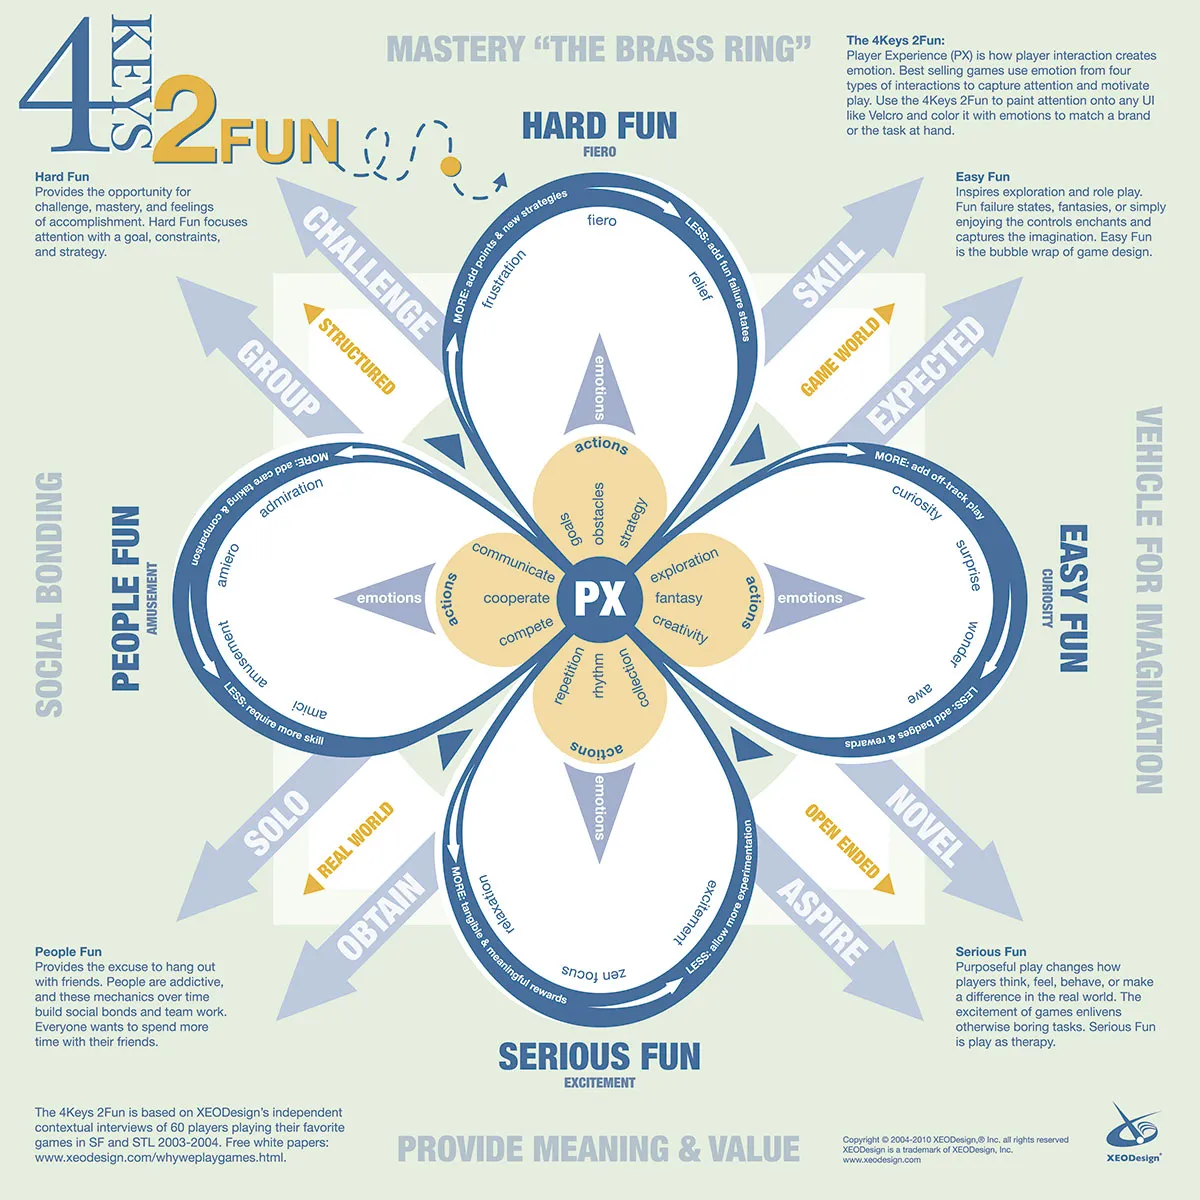 4 KEYS
2FUN
MASTERY “THE BRASS RING”
The 4Keys 2Fun:
Player Experience (PX) is how player interaction creates
emotion. Best selling games use emotion from four
types of interactions to capture attention and motivate
play. Use the 4Keys 2Fun to paint attention onto any UI
like Velcro and color it with emotions to match a brand
or the task at hand.
HARD FUN
FIERO
Hard Fun
Provides the opportunity for
challenge, mastery, and feelings
of accomplishment. Hard Fun focuses
attention with a goal, constraints,
and strategy.
Easy Fun
Inspires exploration and role play.
Fun failure states, fantasies, or simply
enjoying the controls enchants and
captures the imagination. Easy Fun
is the bubble wrap of game design.
CHALLENGE
GROUP
STRUCTURED
SKILL
EXPECTED
GAME WORLD
MORE: add points & new strategies
LESS: add fun failure states
frustration
fiero
relief
emotions
actions
goals
obstacles
strategy
SOCIAL BONDING
PEOPLE FUN
AMUSEMENT
MORE: add care taking & comparison
LESS: require more skill
admiration
amiero
amusement
amici
emotions
actions
communicate
cooperate
compete
PX
exploration
fantasy
creativity
actions
emotions
MORE: add off-track play
LESS: add badges & rewards
curiosity
surprise
wonder
awe
EASY FUN
CURIOSITY
VEHICLE FOR IMAGINATION
repetition
rhythm
collection
actions
emotions
MORE: tangible & meaningful rewards
LESS: allow more experimentation
relaxation
zen focus
excitement
SOLO
OBTAIN
REAL WORLD
NOVEL
ASPIRE
OPEN ENDED
People Fun
Provides the excuse to hang out
with friends. People are addictive,
and these mechanics over time
build social bonds and team work.
Everyone wants to spend more
time with their friends.
Serious Fun
Purposeful play changes how
players think, feel, behave, or make
a difference in the real world. The
excitement of games enlivens
otherwise boring tasks. Serious Fun
is play as therapy.
SERIOUS FUN
EXCITEMENT
The 4Keys 2Fun is based on XEODesign’s independent
contextual interviews of 60 players playing their favorite
games in SF and STL 2003-2004. Free white papers:
www.xeodesign.com/whyweplaygames.html.
PROVIDE MEANING & VALUE
Copyright © 2004-2010 XEODesign,® Inc. all rights reserved
XEODesign is a trademark of XEODesign, Inc.
www.xeodesign.com
XEODesign®